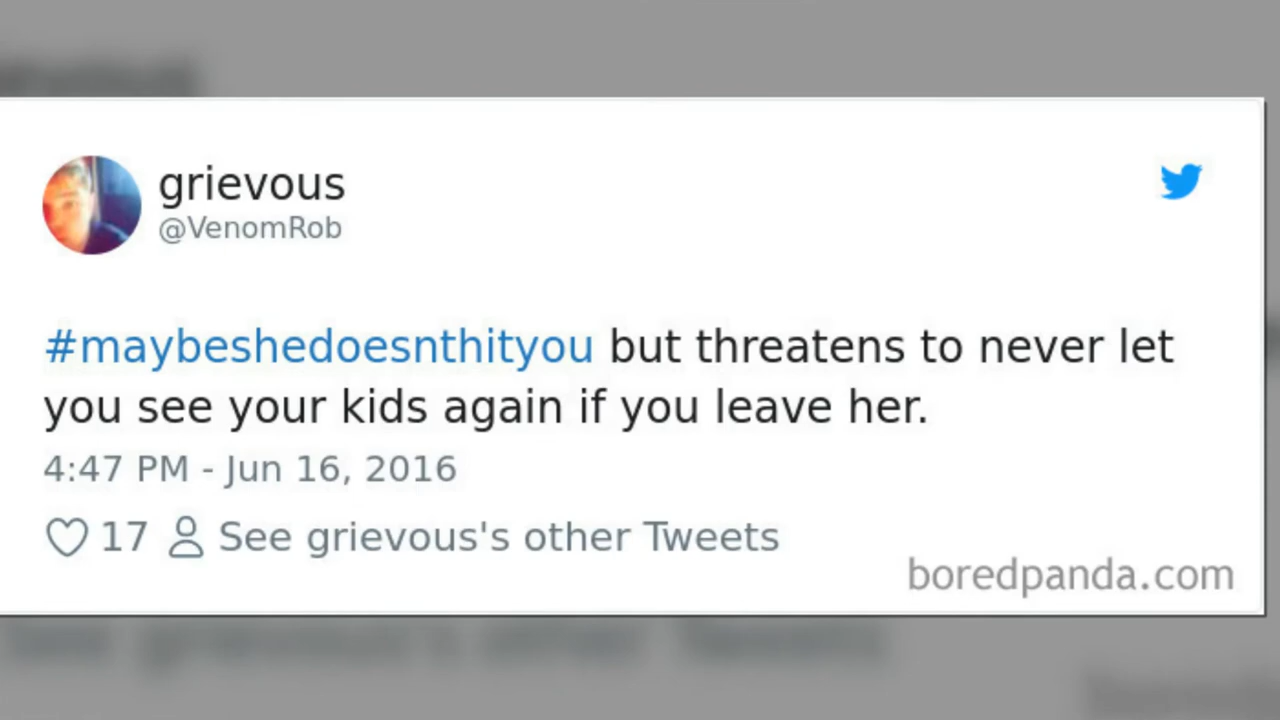 grievous
@VenomRob
#maybeshedoesnthityou but threatens to never let
you see your kids again if you leave her.
4:47 PM - Jun 16, 2016
17 See grievous's other Tweets
boredpanda.com